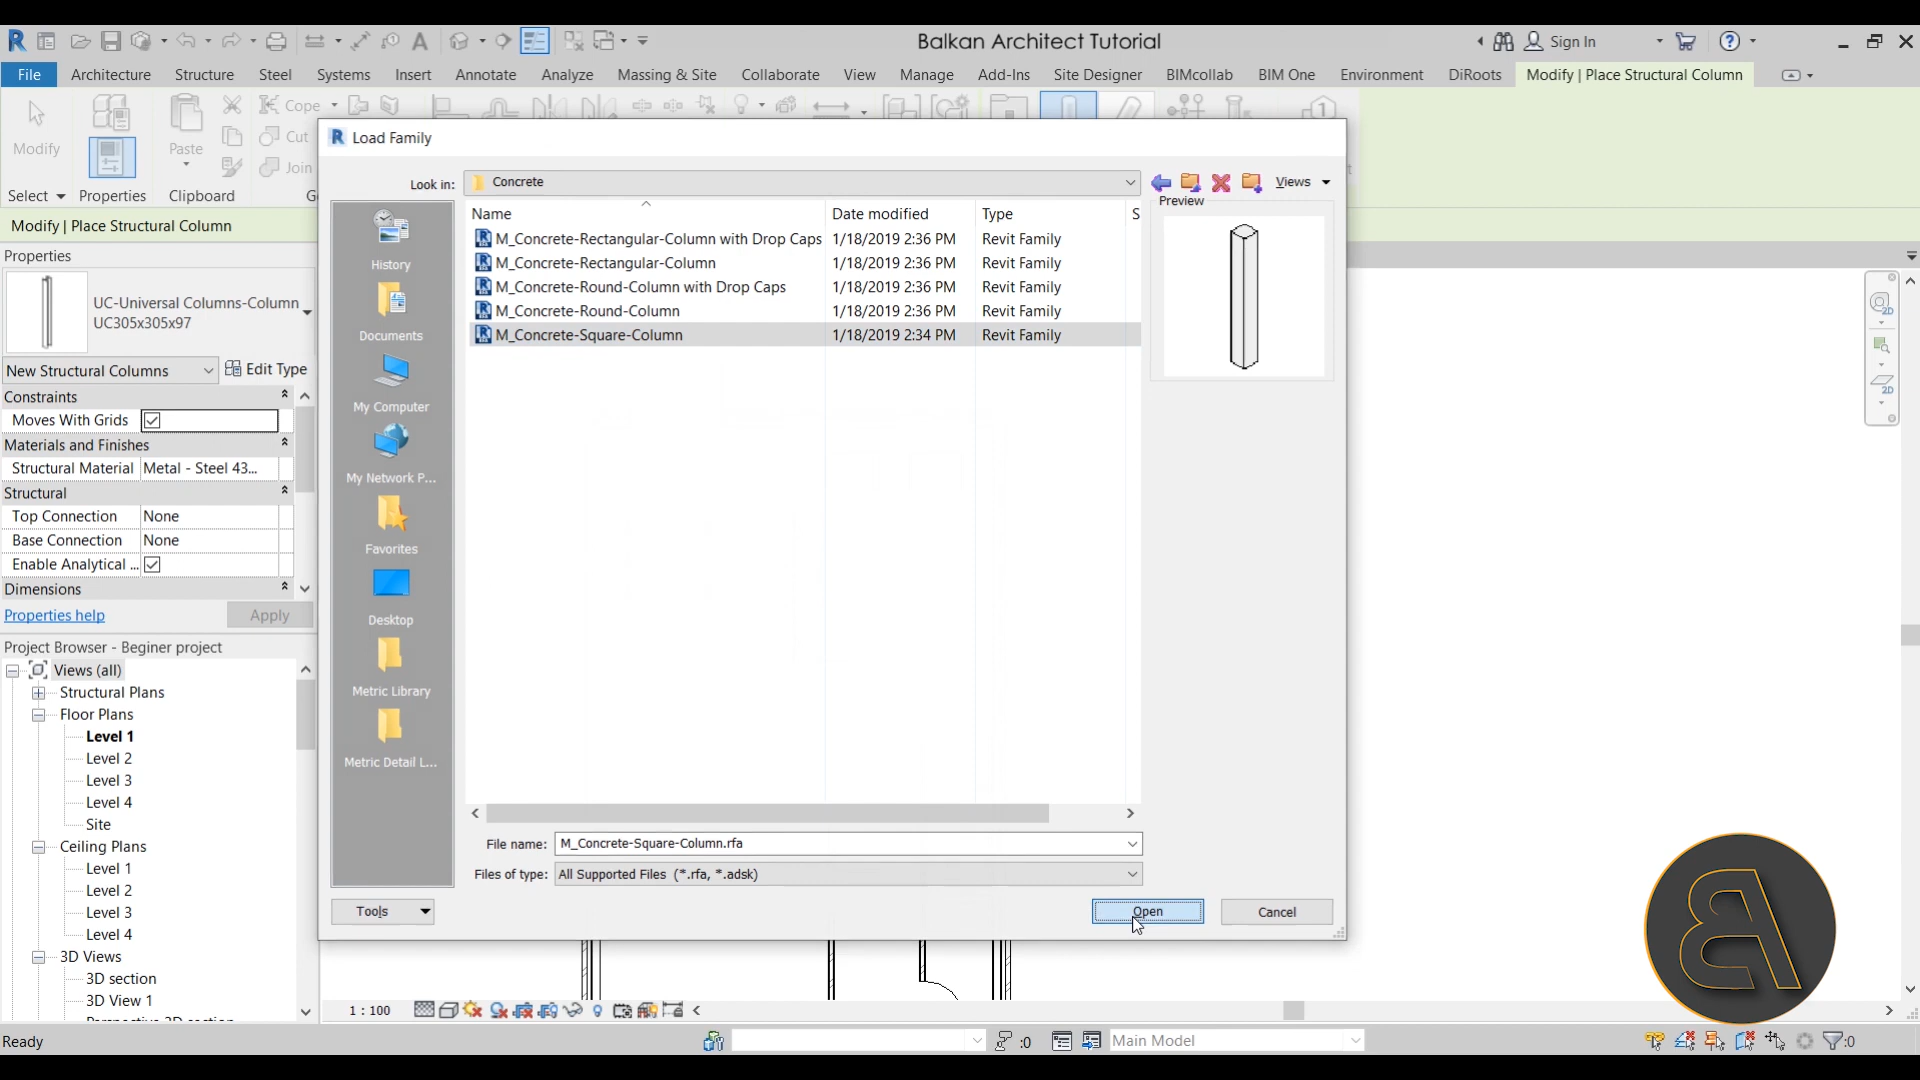 Balkan Architect Tutorial
Sign In
File Architecture Structure Steel Systems Insert Annotate Analyze Massing & Site Collaborate View Manage Add-Ins Site Designer BIMcollab BIM One Environment DiRoots Modify | Place Structural Column
Modify
Paste
Cope
Cut
Join
Select Properties Clipboard
Modify | Place Structural Column
Properties
UC-Universal Columns-Column
UC305x305x97
New Structural Columns Edit Type
Constraints
Moves With Grids
Materials and Finishes
Structural Material Metal - Steel 43...
Structural
Top Connection None
Base Connection None
Enable Analytical ...
Dimensions
Properties help Apply
Project Browser - Beginer project
Views (all)
Structural Plans
Floor Plans
Level 1
Level 2
Level 3
Level 4
Site
Ceiling Plans
Level 1
Level 2
Level 3
Level 4
3D Views
3D section
3D View 1
Load Family
Look in: Concrete Views
History
Documents
My Computer
My Network P...
Favorites
Desktop
Metric Library
Metric Detail L...
Name Date modified Type S
M_Concrete-Rectangular-Column with Drop Caps 1/18/2019 2:36 PM Revit Family
M_Concrete-Rectangular-Column 1/18/2019 2:36 PM Revit Family
M_Concrete-Round-Column with Drop Caps 1/18/2019 2:36 PM Revit Family
M_Concrete-Round-Column 1/18/2019 2:36 PM Revit Family
M_Concrete-Square-Column 1/18/2019 2:34 PM Revit Family
Preview
File name: M_Concrete-Square-Column.rfa
Files of type: All Supported Files (*.rfa, *.adsk)
Tools Open Cancel
1 : 100
Ready :0 Main Model :0